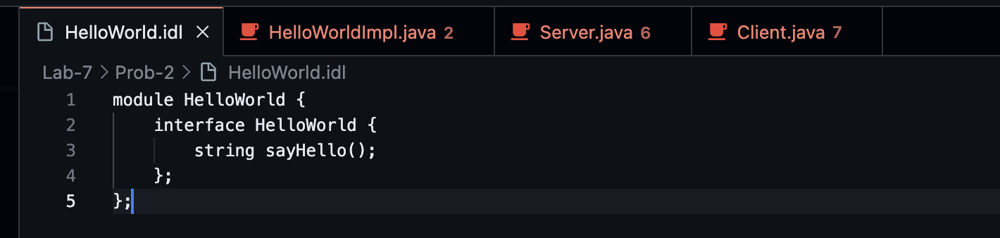 HelloWorld.idl HelloWorldImpl.java 2 Server.java 6 Client.java 7
Lab-7 > Prob-2 > HelloWorld.idl
1 module HelloWorld {
2 interface HelloWorld {
3 string sayHello();
4 };
5 };